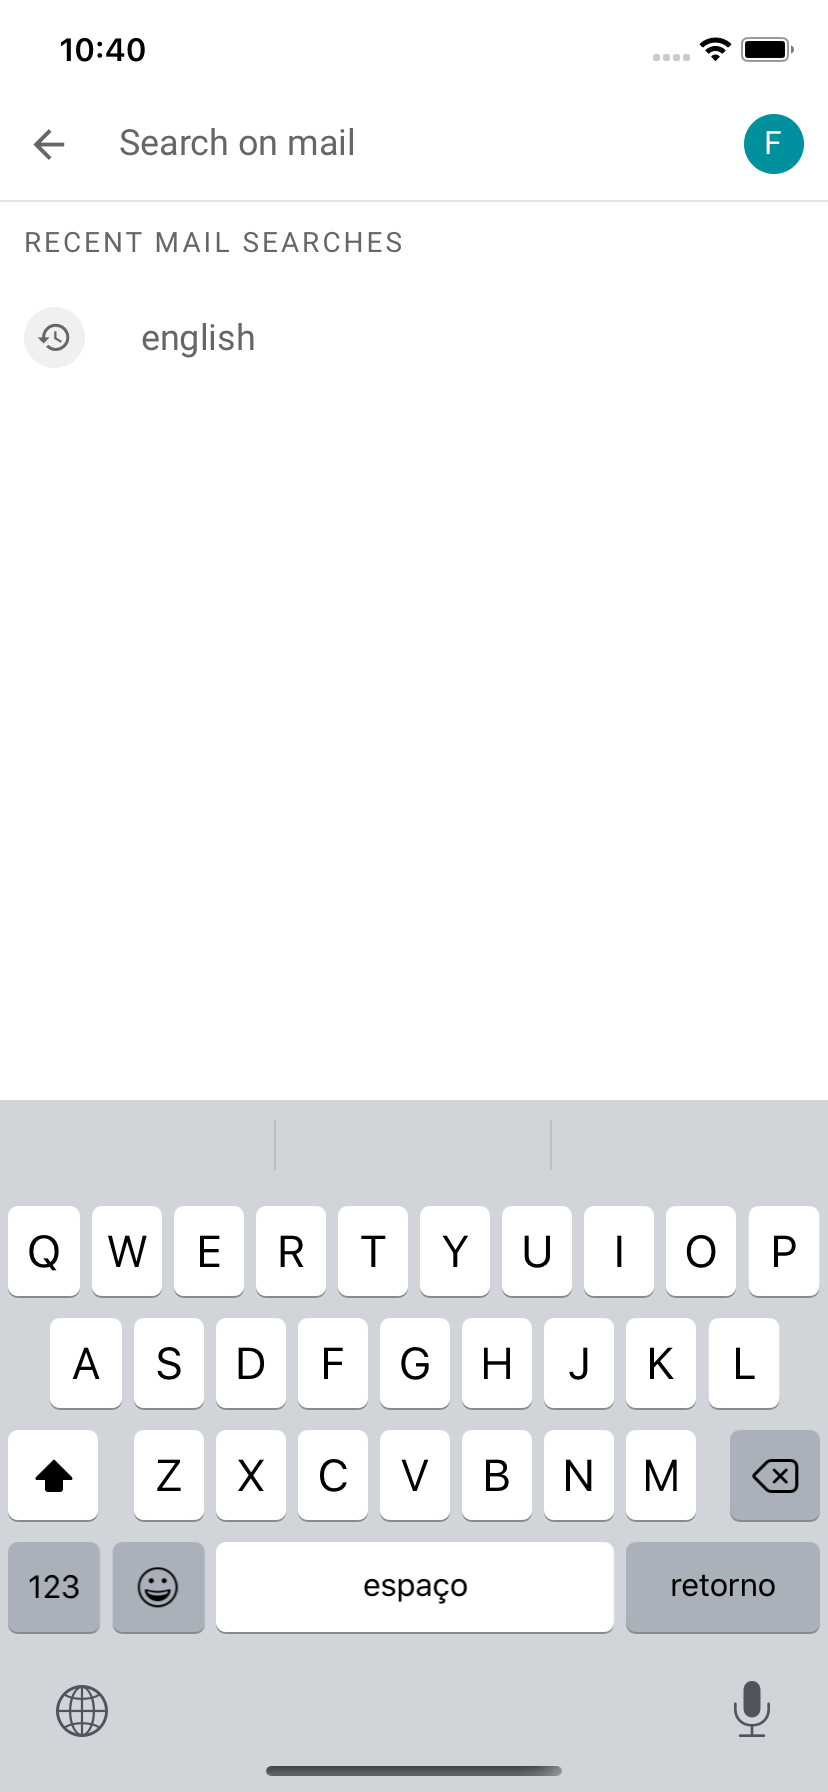 10:40
Search on mail
F
RECENT MAIL SEARCHES
english
Q W E R T Y U I O P
A S D F G H J K L
Z X C V B N M
123 espaço retorno